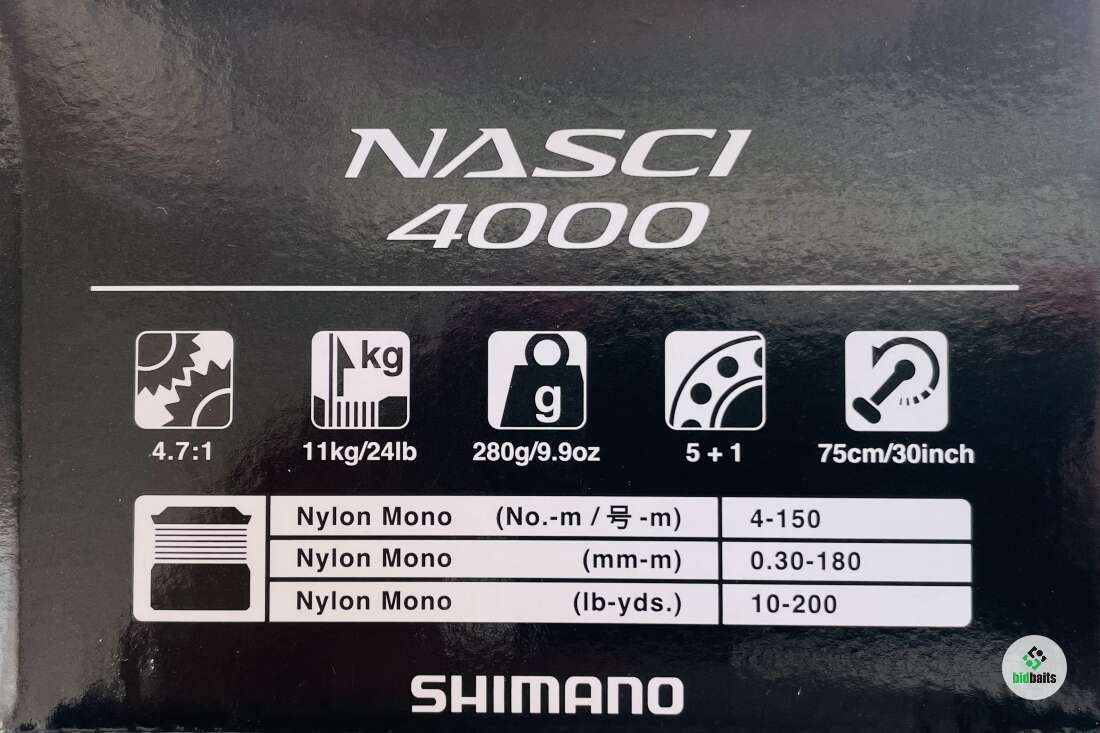 NASCI
4000
kg
g
4.7:1 11kg/24lb 280g/9.9oz 5 + 1 75cm/30inch
Nylon Mono (No.-m / 号 -m) 4-150
Nylon Mono (mm-m) 0.30-180
Nylon Mono (lb-yds.) 10-200
SHIMANO
bidbaits